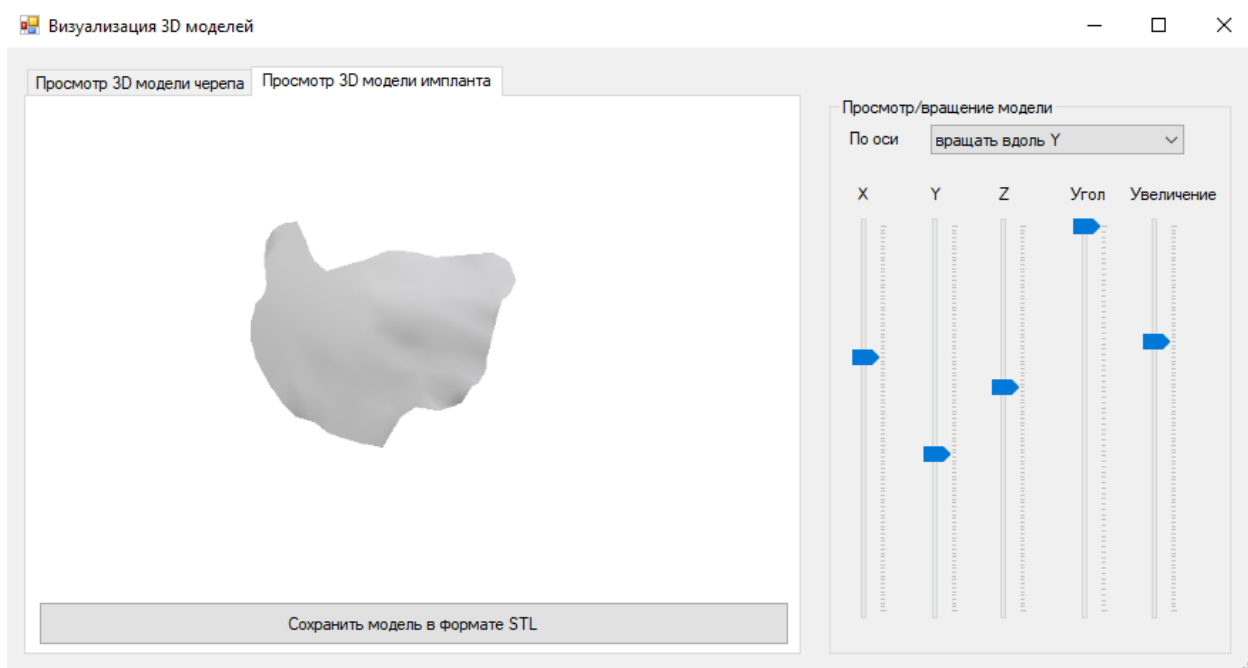 Визуализация 3D моделей
Просмотр 3D модели черепа
Просмотр 3D модели импланта
Просмотр/вращение модели
По оси
вращать вдоль Y
X
Y
Z
Угол
Увеличение
Сохранить модель в формате STL